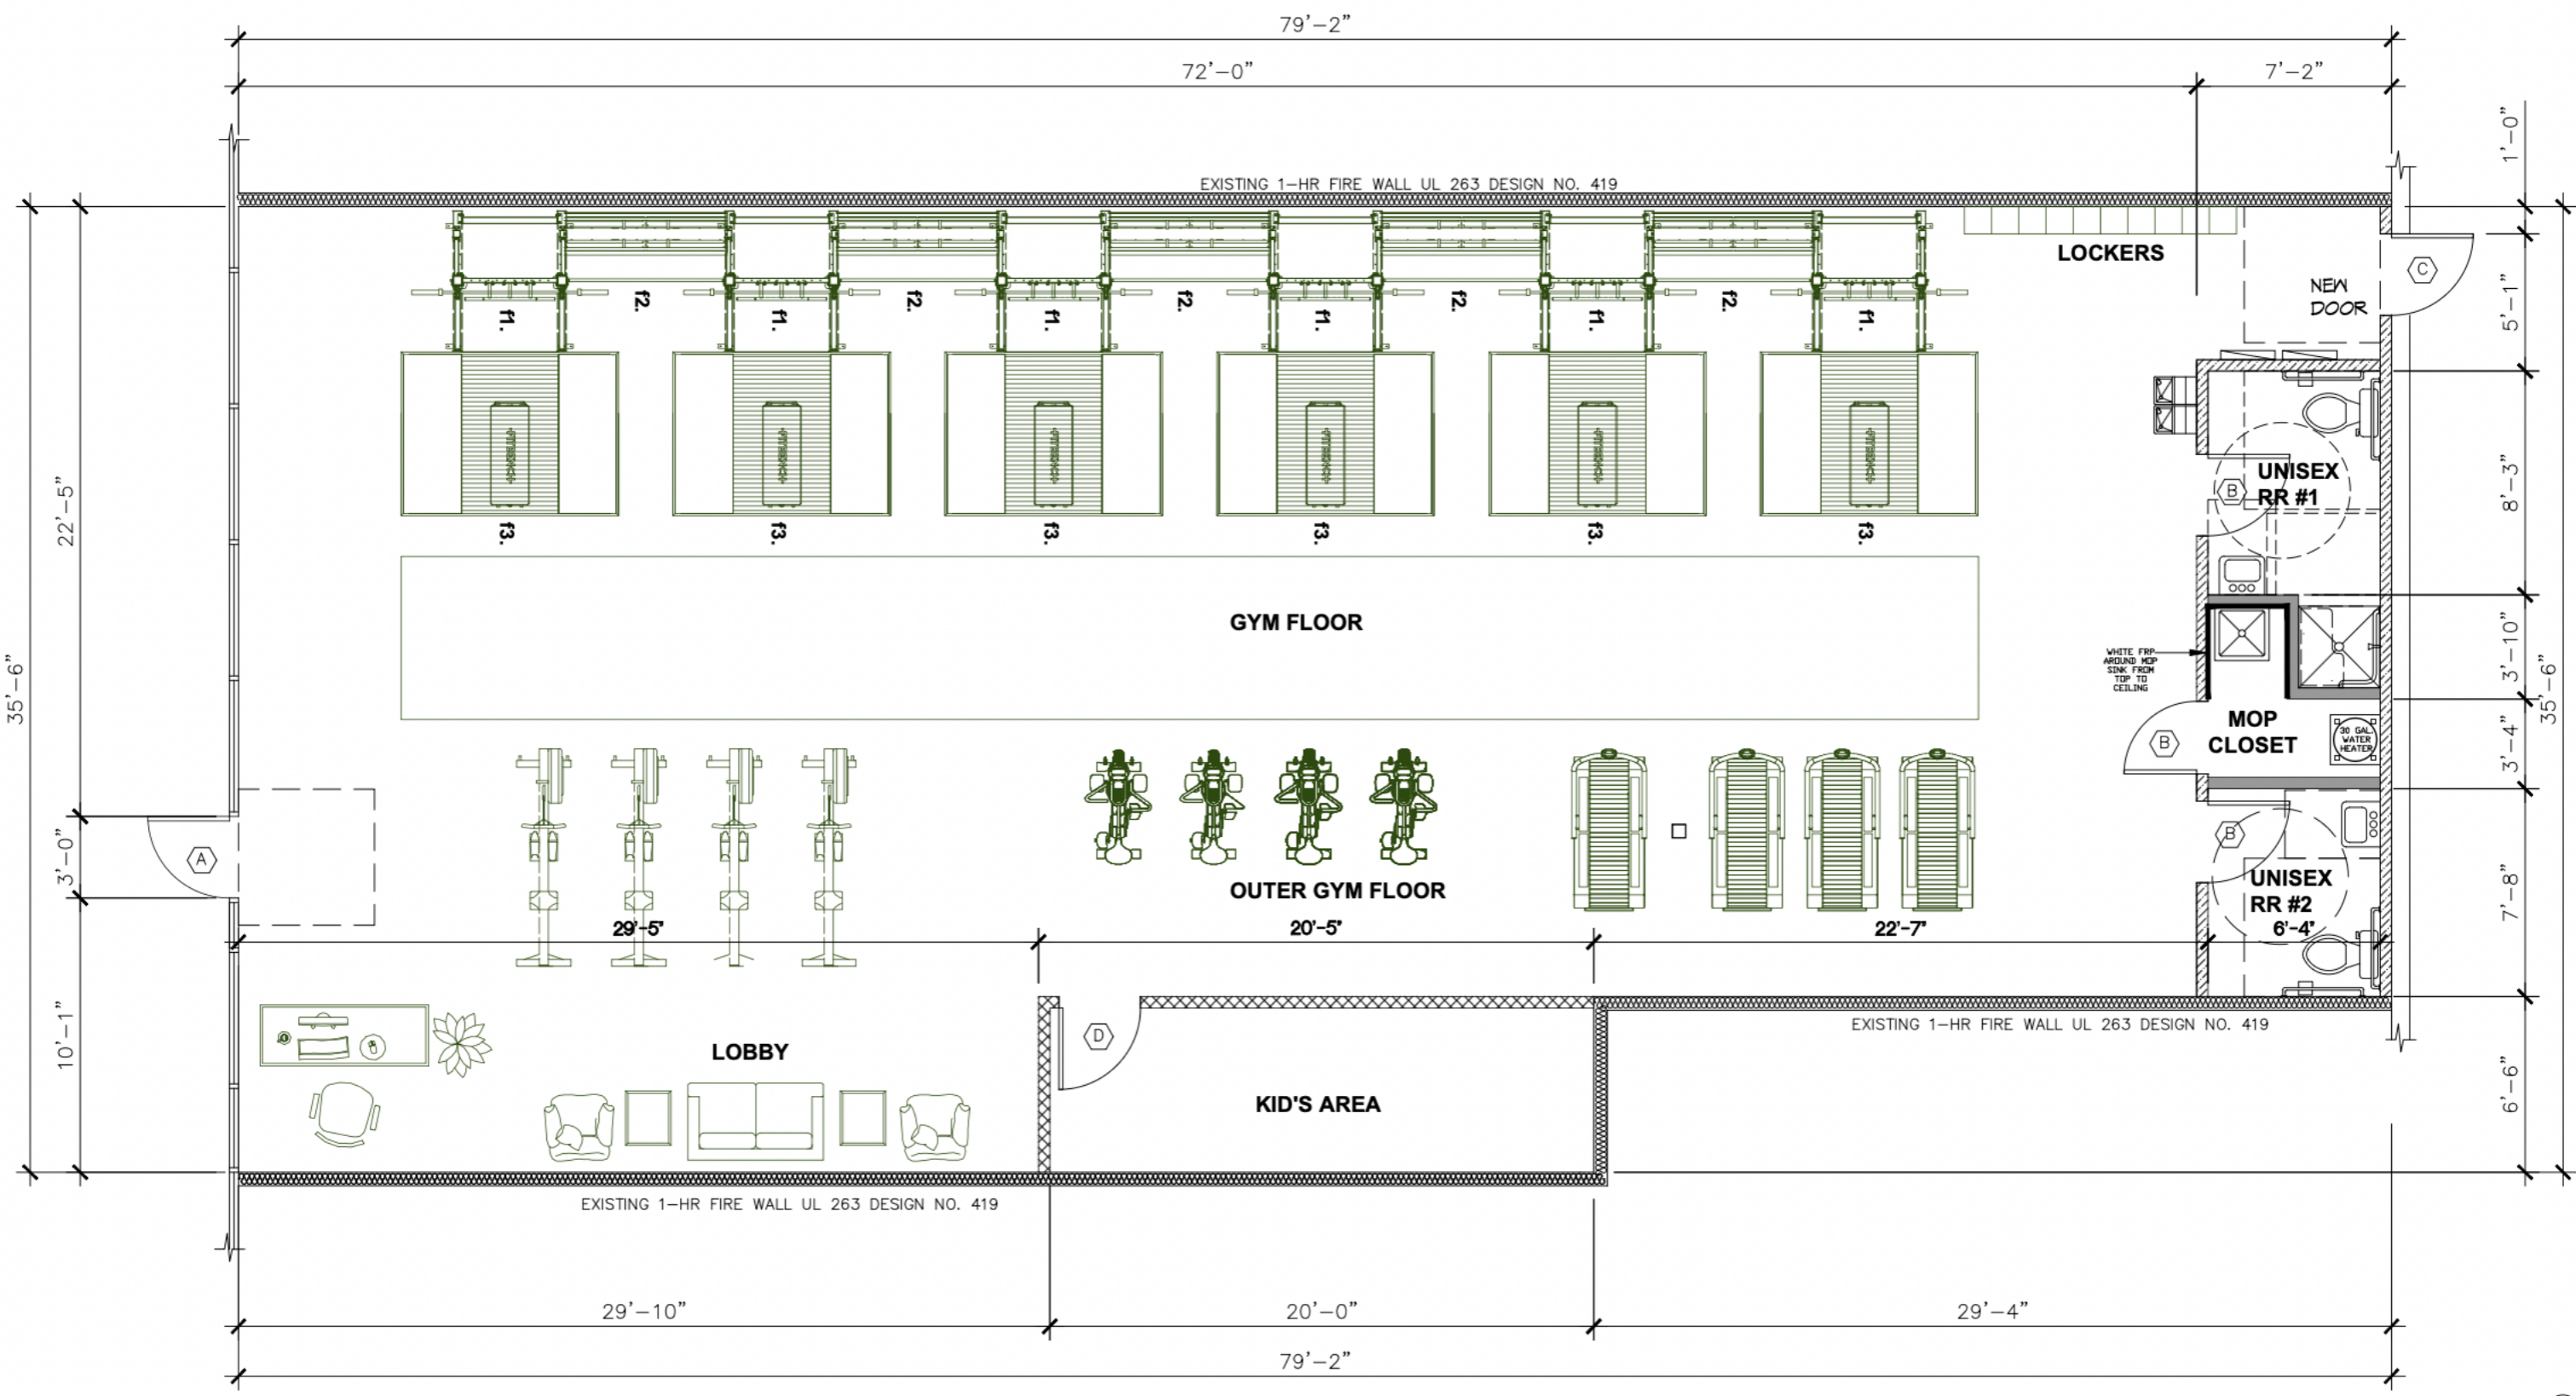 79'-2"
72'-0"
7'-2"
1'-0"
EXISTING 1-HR FIRE WALL UL 263 DESIGN NO. 419
LOCKERS
C
NEW
DOOR
5'-1"
f2.
f2.
f2.
f2.
f2.
f1.
f1.
f1.
f1.
f1.
f1.
22'-5"
35'-6"
UNISEX
RR #1
B
8'-3"
f3.
f3.
f3.
f3.
f3.
f3.
GYM FLOOR
WHITE FRP
AROUND MOP
SINK FROM
TOP TO
CEILING
3'-10"
35'-6"
MOP
CLOSET
B
30 GAL.
WATER
HEATER
3'-4"
A
3'-0"
B
OUTER GYM FLOOR
UNISEX
RR #2
7'-8"
29'-5"
20'-5"
22'-7"
6'-4"
10'-1"
D
EXISTING 1-HR FIRE WALL UL 263 DESIGN NO. 419
LOBBY
KID'S AREA
6'-6"
EXISTING 1-HR FIRE WALL UL 263 DESIGN NO. 419
29'-10"
20'-0"
29'-4"
79'-2"